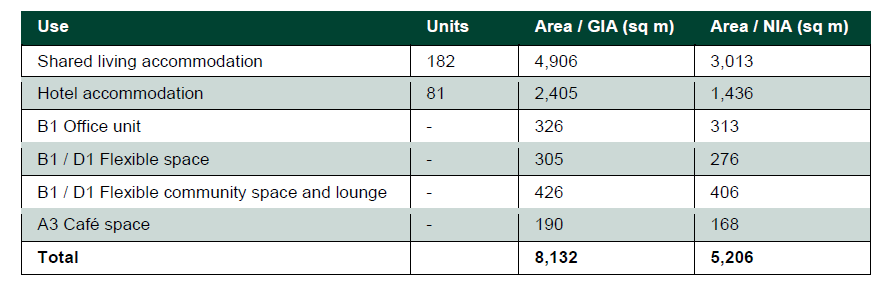 Use Units Area / GIA (sq m) Area / NIA (sq m)
Shared living accommodation 182 4,906 3,013
Hotel accommodation 81 2,405 1,436
B1 Office unit - 326 313
B1 / D1 Flexible space - 305 276
B1 / D1 Flexible community space and lounge - 426 406
A3 Café space - 190 168
Total 8,132 5,206